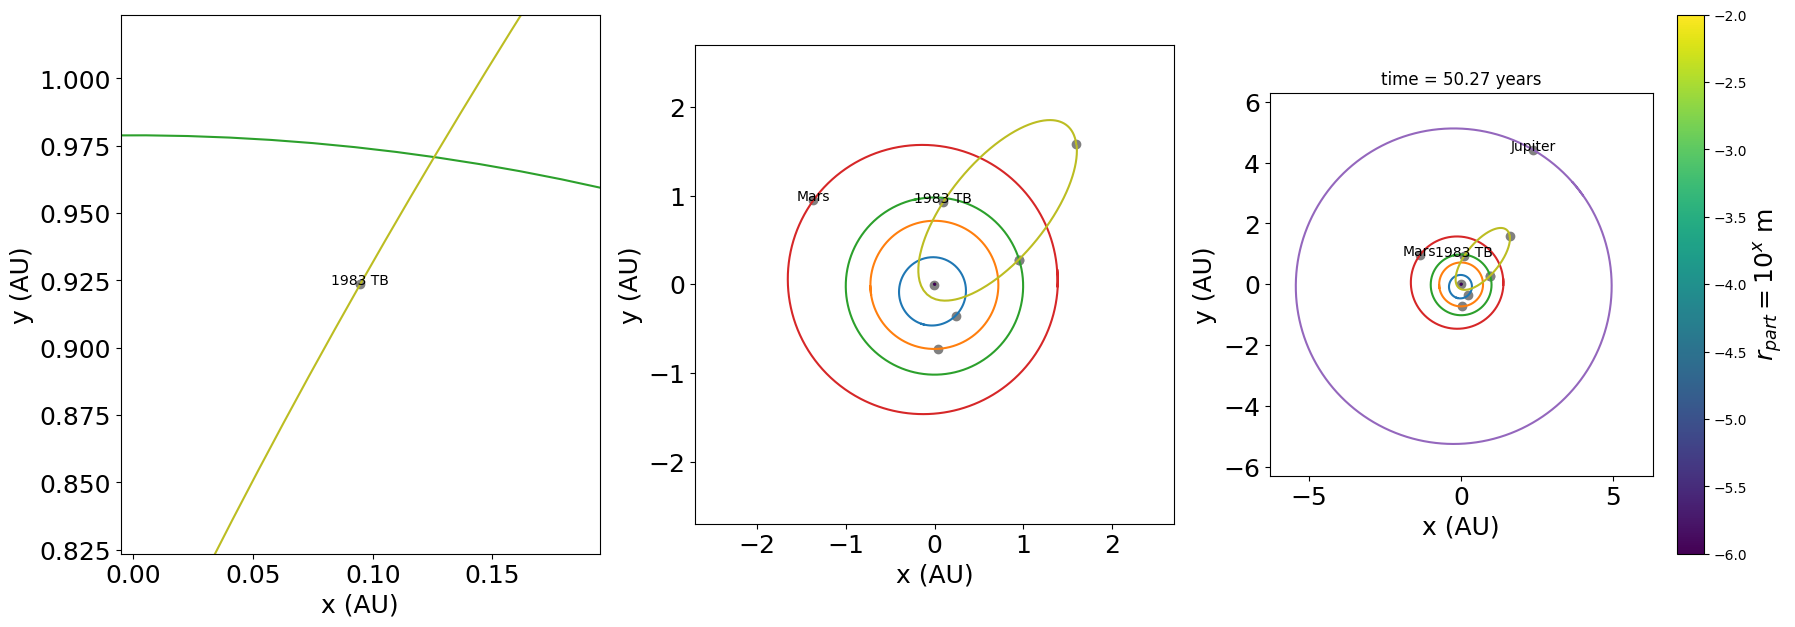 1.000
0.975
0.950
0.925
0.900
0.875
0.850
0.825
y (AU)
1983 TB
0.00 0.05 0.10 0.15
x (AU)
2
1
0
−1
−2
y (AU)
Mars
1983 TB
−2 −1 0 1 2
x (AU)
time = 50.27 years
6
4
2
0
−2
−4
−6
y (AU)
Jupiter
Mars 1983 TB
−5 0 5
x (AU)
−2.0
−2.5
−3.0
−3.5
−4.0
−4.5
−5.0
−5.5
−6.0
r_part = 10^x m